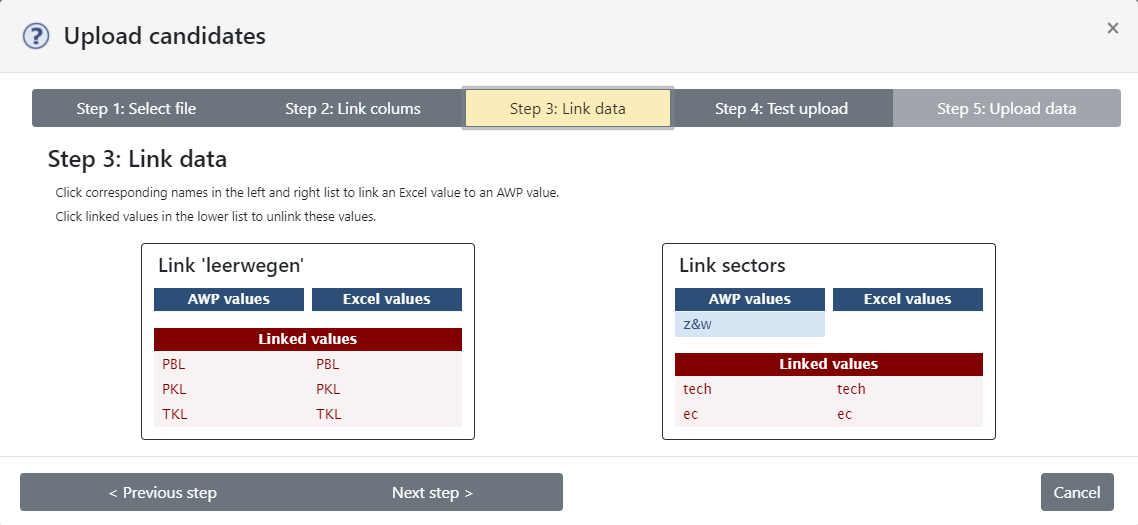 Upload candidates
×
Step 1: Select file
Step 2: Link colums
Step 3: Link data
Step 4: Test upload
Step 5: Upload data
Step 3: Link data
Click corresponding names in the left and right list to link an Excel value to an AWP value.
Click linked values in the lower list to unlink these values.
Link 'leerwegen'
AWP values Excel values
Linked values
PBL PBL
PKL PKL
TKL TKL
Link sectors
AWP values Excel values
z&w
Linked values
tech tech
ec ec
< Previous step
Next step >
Cancel